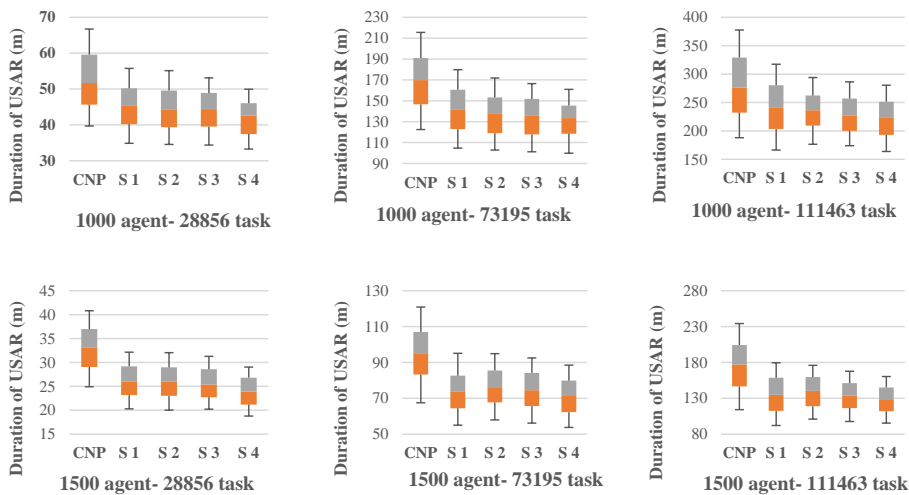 Duration of USAR (m)
70
60
50
40
30
CNP S 1 S 2 S 3 S 4
1000 agent- 28856 task
Duration of USAR (m)
230
210
190
170
150
130
110
90
CNP S 1 S 2 S 3 S 4
1000 agent- 73195 task
Duration of USAR (m)
400
350
300
250
200
150
CNP S 1 S 2 S 3 S 4
1000 agent- 111463 task
Duration of USAR (m)
45
40
35
30
25
20
15
CNP S 1 S 2 S 3 S 4
1500 agent- 28856 task
Duration of USAR (m)
130
110
90
70
50
CNP S 1 S 2 S 3 S 4
1500 agent- 73195 task
Duration of USAR (m)
280
230
180
130
80
CNP S 1 S 2 S 3 S 4
1500 agent- 111463 task